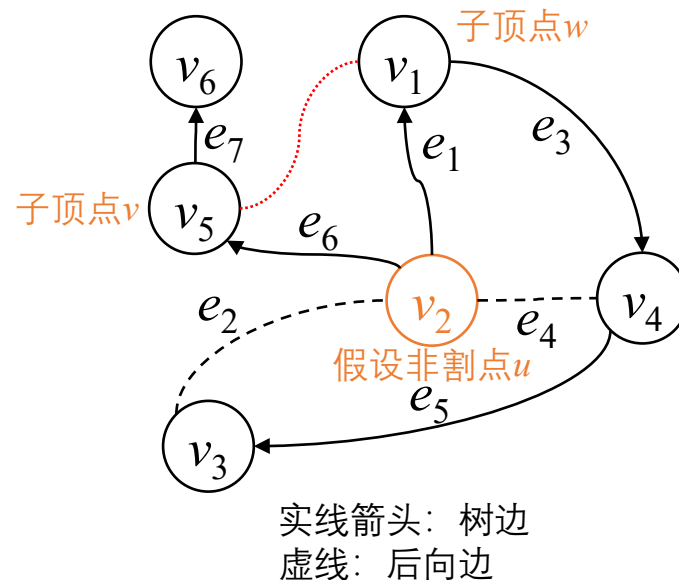 子顶点w
v6
v1
e7
e1
e3
子顶点v
v5
e6
e2
v2
e4
v4
假设非割点u
e5
v3
实线箭头：树边
虚线：后向边